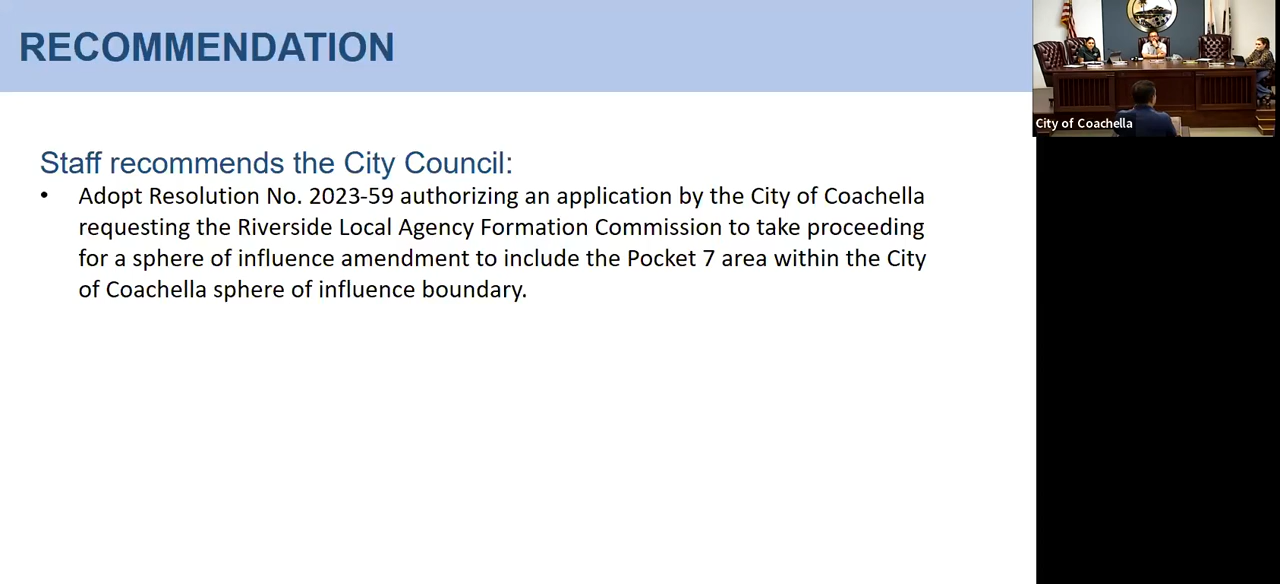 RECOMMENDATION
City of Coachella
Staff recommends the City Council:
• Adopt Resolution No. 2023-59 authorizing an application by the City of Coachella
requesting the Riverside Local Agency Formation Commission to take proceeding
for a sphere of influence amendment to include the Pocket 7 area within the City
of Coachella sphere of influence boundary.